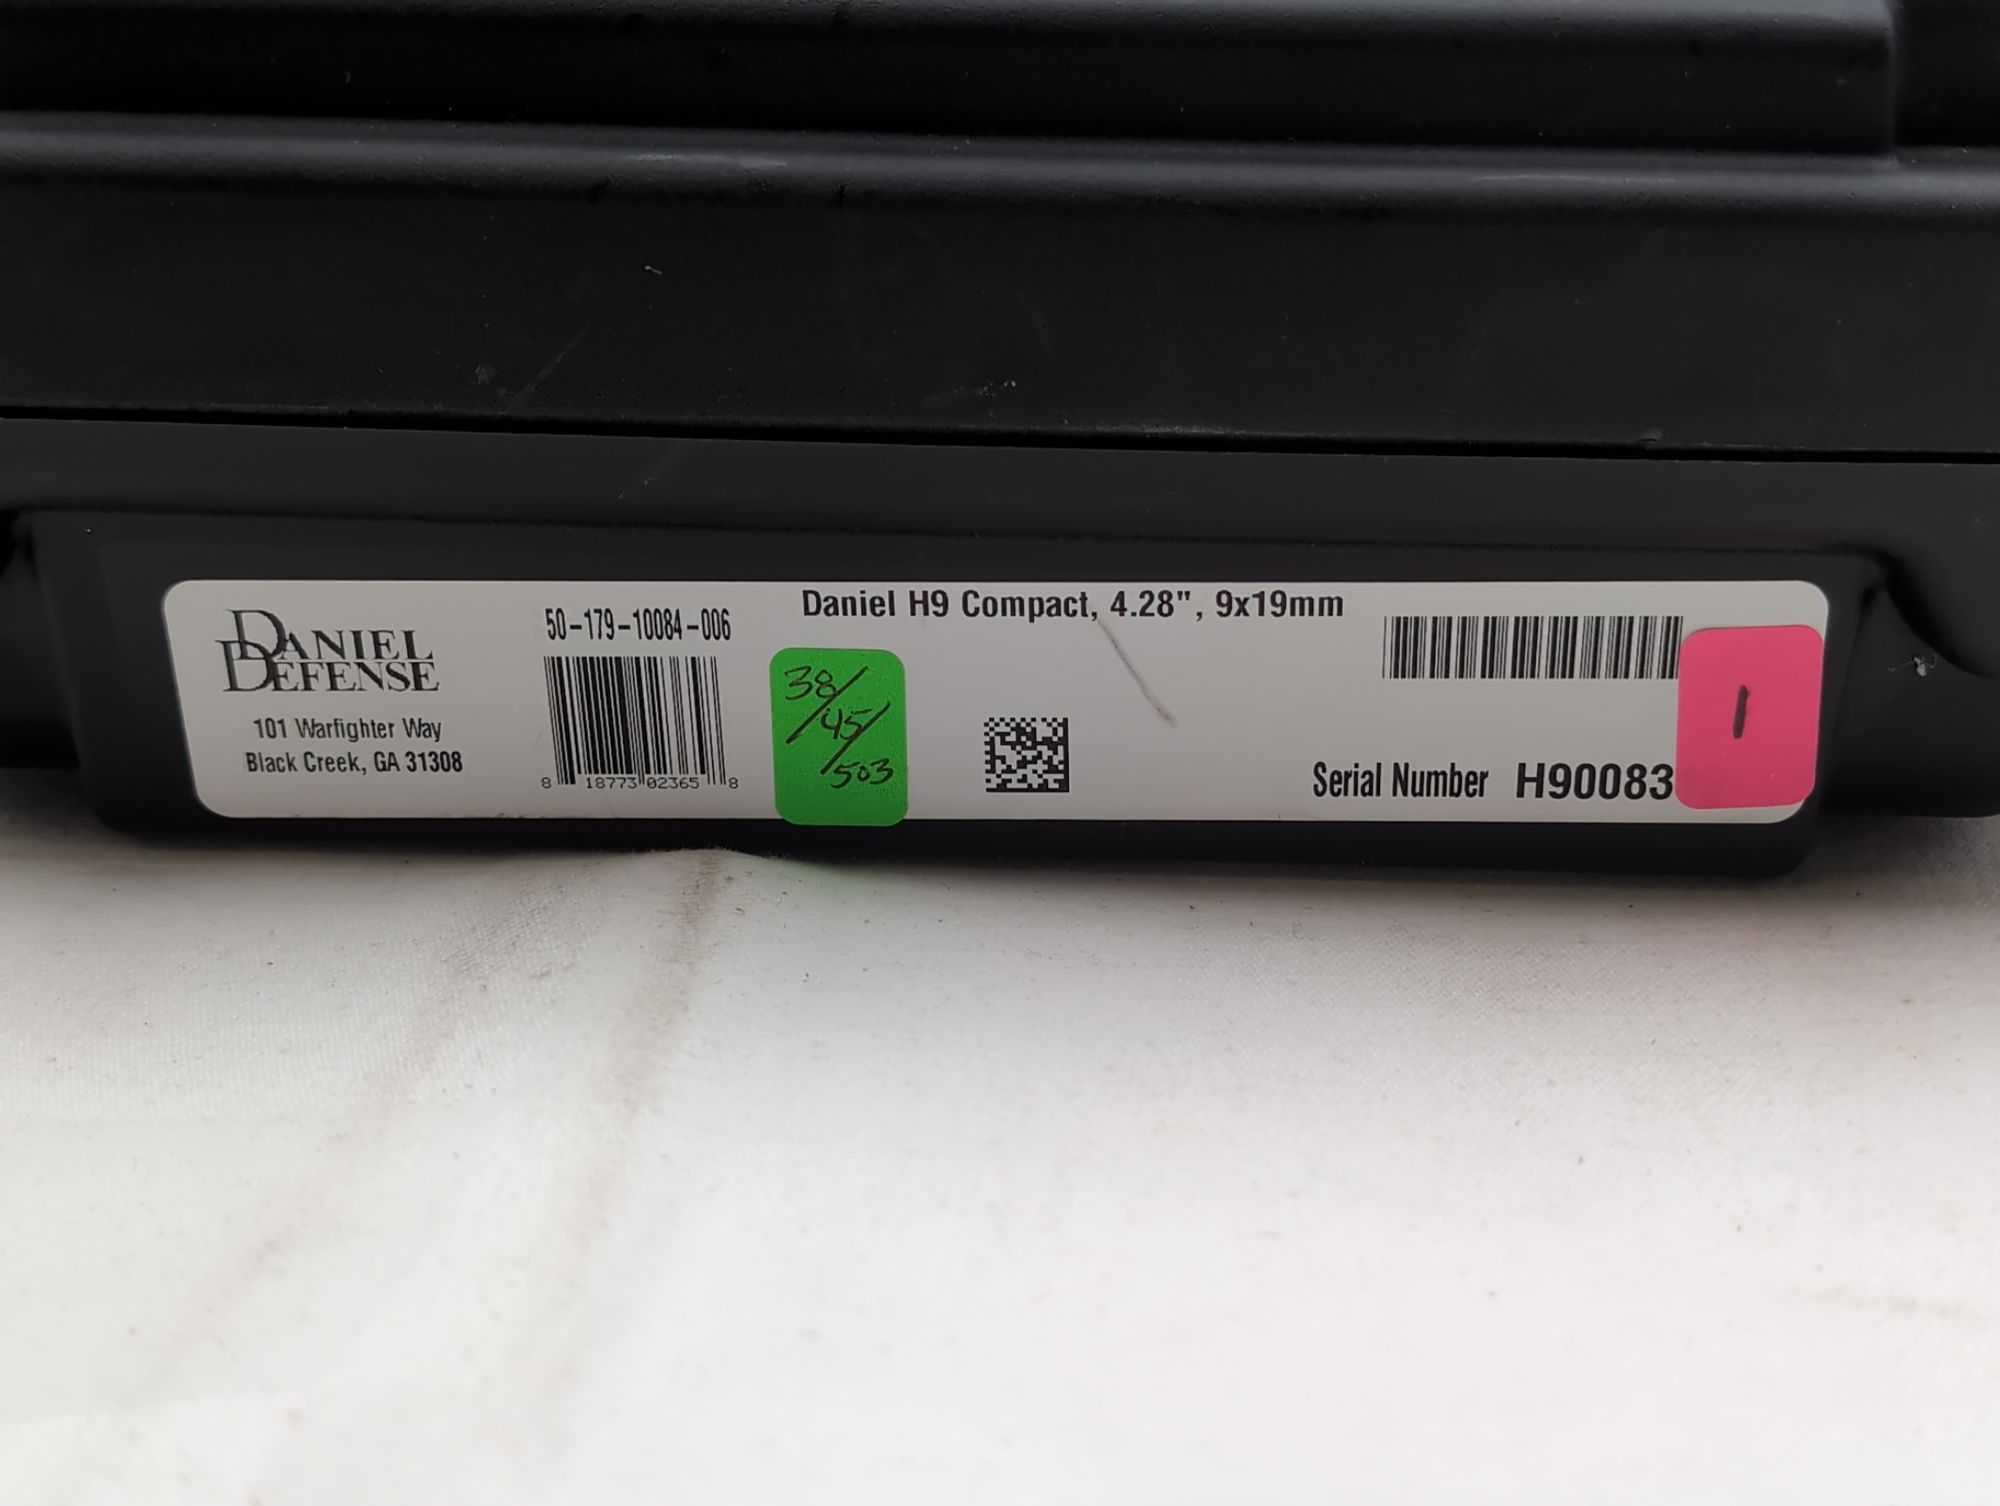 DANIEL
DEFENSE
101 Warfighter Way
Black Creek, GA 31308
50-179-10084-006
8 18773 02365 8
Daniel H9 Compact, 4.28", 9x19mm
38/
45/
503
Serial Number H90083
1